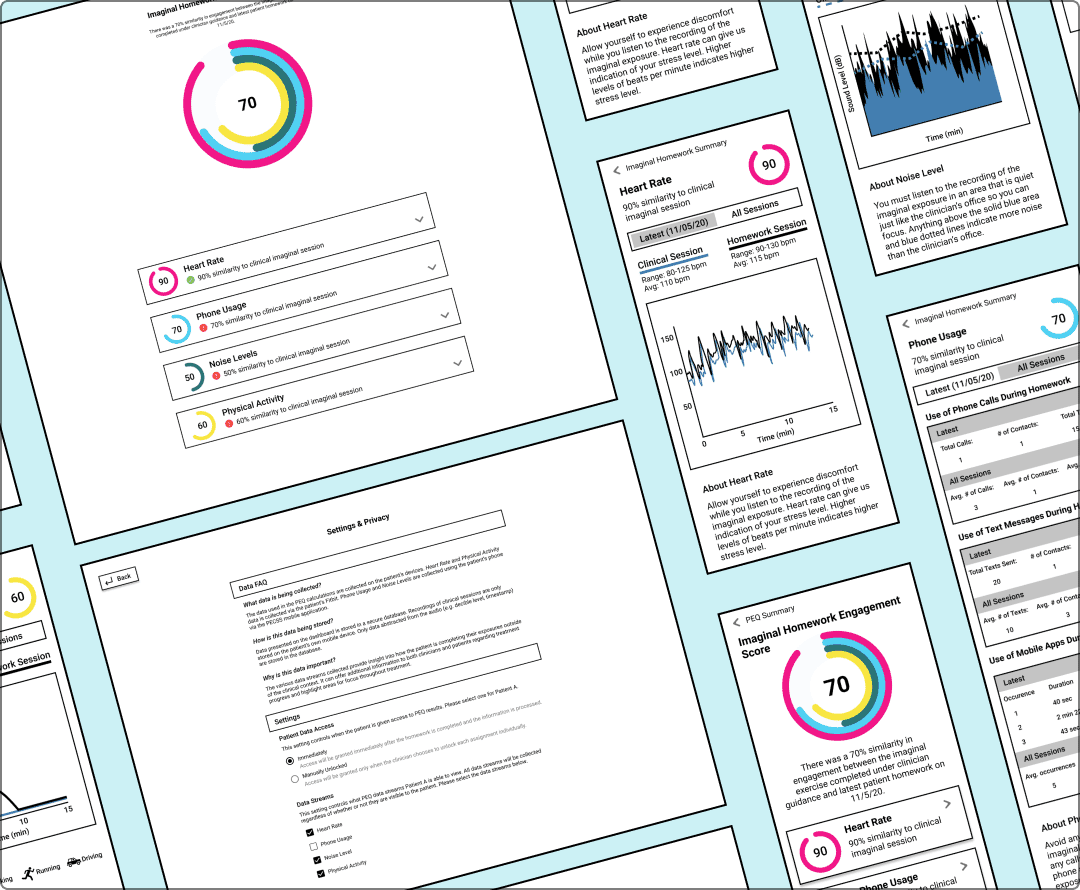 Imaginal Homewo
There was a 70% similarity in engagement between the
completed under clinician guidance and latest patient homework
11/5/20.
70
90
Heart Rate
90% similarity to clinical imaginal session
70
Phone Usage
70% similarity to clinical imaginal session
50
Noise Levels
50% similarity to clinical imaginal session
60
Physical Activity
60% similarity to clinical imaginal session
About Heart Rate
Allow yourself to experience discomfort
while you listen to the recording of the
imaginal exposure. Heart rate can give us
indication of your stress level. Higher
levels of beats per minute indicates higher
stress level.
Sound Level (dB)
Time (min)
About Noise Level
You must listen to the recording of the
imaginal exposure in an area that is quiet
just like the clinician's office so you can
focus. Anything above the solid blue area
and blue dotted lines indicate more noise
than the clinician's office.
Imaginal Homework Summary
Heart Rate
90% similarity to clinical
imaginal session
90
Latest (11/05/20)
All Sessions
Clinical Session
Range: 80-125 bpm
Avg: 110 bpm
Homework Session
Range: 90-130 bpm
Avg: 115 bpm
150
100
50
0
5
10
15
Time (min)
About Heart Rate
Allow yourself to experience discomfort
while you listen to the recording of the
imaginal exposure. Heart rate can give us
indication of your stress level. Higher
levels of beats per minute indicates higher
stress level.
Imaginal Homework Summary
Phone Usage
70% similarity to clinical
imaginal session
70
Latest (11/05/20)
All Sessions
Use of Phone Calls During Homework
Latest
Total Calls:
# of Contacts:
Total T
1
1
15
All Sessions
Avg. # of Calls:
Avg. # of Contacts:
Avg.
3
1
Use of Text Messages During H
Latest
Total Texts Sent:
# of Contacts:
20
1
All Sessions
Avg. # of Texts:
Avg. # of Conta
10
3
Use of Mobile Apps Du
Latest
Occurence
Duration
1
40 sec
2
2 min 22
3
43 sec
All Sessions
Avg. occurrences
5
About Ph
Avoid any
imaginal
any call
phone
expos
Back
Settings & Privacy
Data FAQ
What data is being collected?
The data used in the PEQ calculations are collected on the patient's devices. Heart Rate and Physical Activity
data is collected via the patient's Fitbit. Phone Usage and Noise Levels are collected using the patient's phone
via the PECSS mobile application.
How is this data being stored?
Data presented on the dashboard is stored in a secure database. Recordings of clinical sessions are only
stored on the patient's own mobile device. Only data abstracted from the audio (e.g. decible level, timestamp)
are stored in the database.
Why is this data important?
The various data streams collected provide insight into how the patient is completing their exposures outside
of the clinical context. It can offer additional information to both clinicians and patients regarding treatment
progress and highlight areas for focus throughout treatment.
Settings
Patient Data Access
This setting controls when the patient is given access to PEQ results. Please select one for Patient A.
Immediately
Access will be granted immediately after the homework is completed and the information is processed.
Manually Unlocked
Access will be granted only when the clinician chooses to unlock each assignment individually.
Data Streams
This setting controls what PEQ data streams Patient A is able to view. All data streams will be collected
regardless of whether or not they are visible to the patient. Please select the data streams below.
Heart Rate
Phone Usage
Noise Level
Physical Activity
PEQ Summary
Imaginal Homework Engagement
Score
70
There was a 70% similarity in
engagement between the imaginal
exercise completed under clinician
guidance and latest patient homework on
11/5/20.
90
Heart Rate
90% similarity to clinical
imaginal session
Phone Usage
60
ssions
ork Session
10
15
me (min)
king
Running
Driving